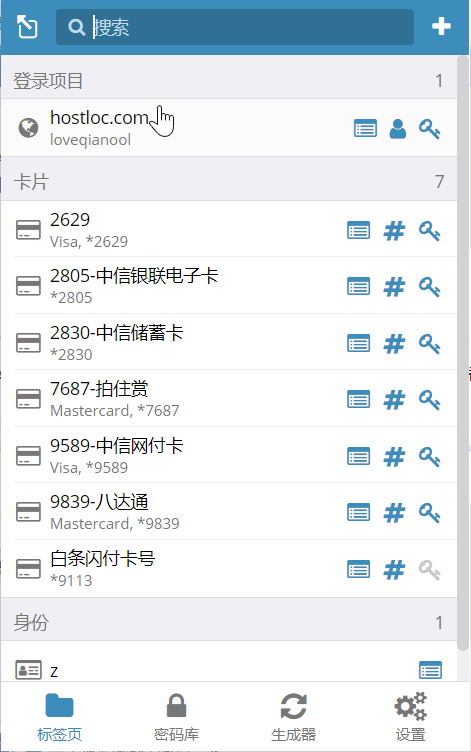 搜索
登录项目 1
hostloc.com
loveqianool
卡片 7
2629
Visa, *2629
2805-中信银联电子卡
*2805
2830-中信储蓄卡
*2830
7687-拍住赏
Mastercard, *7687
9589-中信网付卡
Visa, *9589
9839-八达通
Mastercard, *9839
白条闪付卡号
*9113
身份 1
z
标签页 密码库 生成器 设置